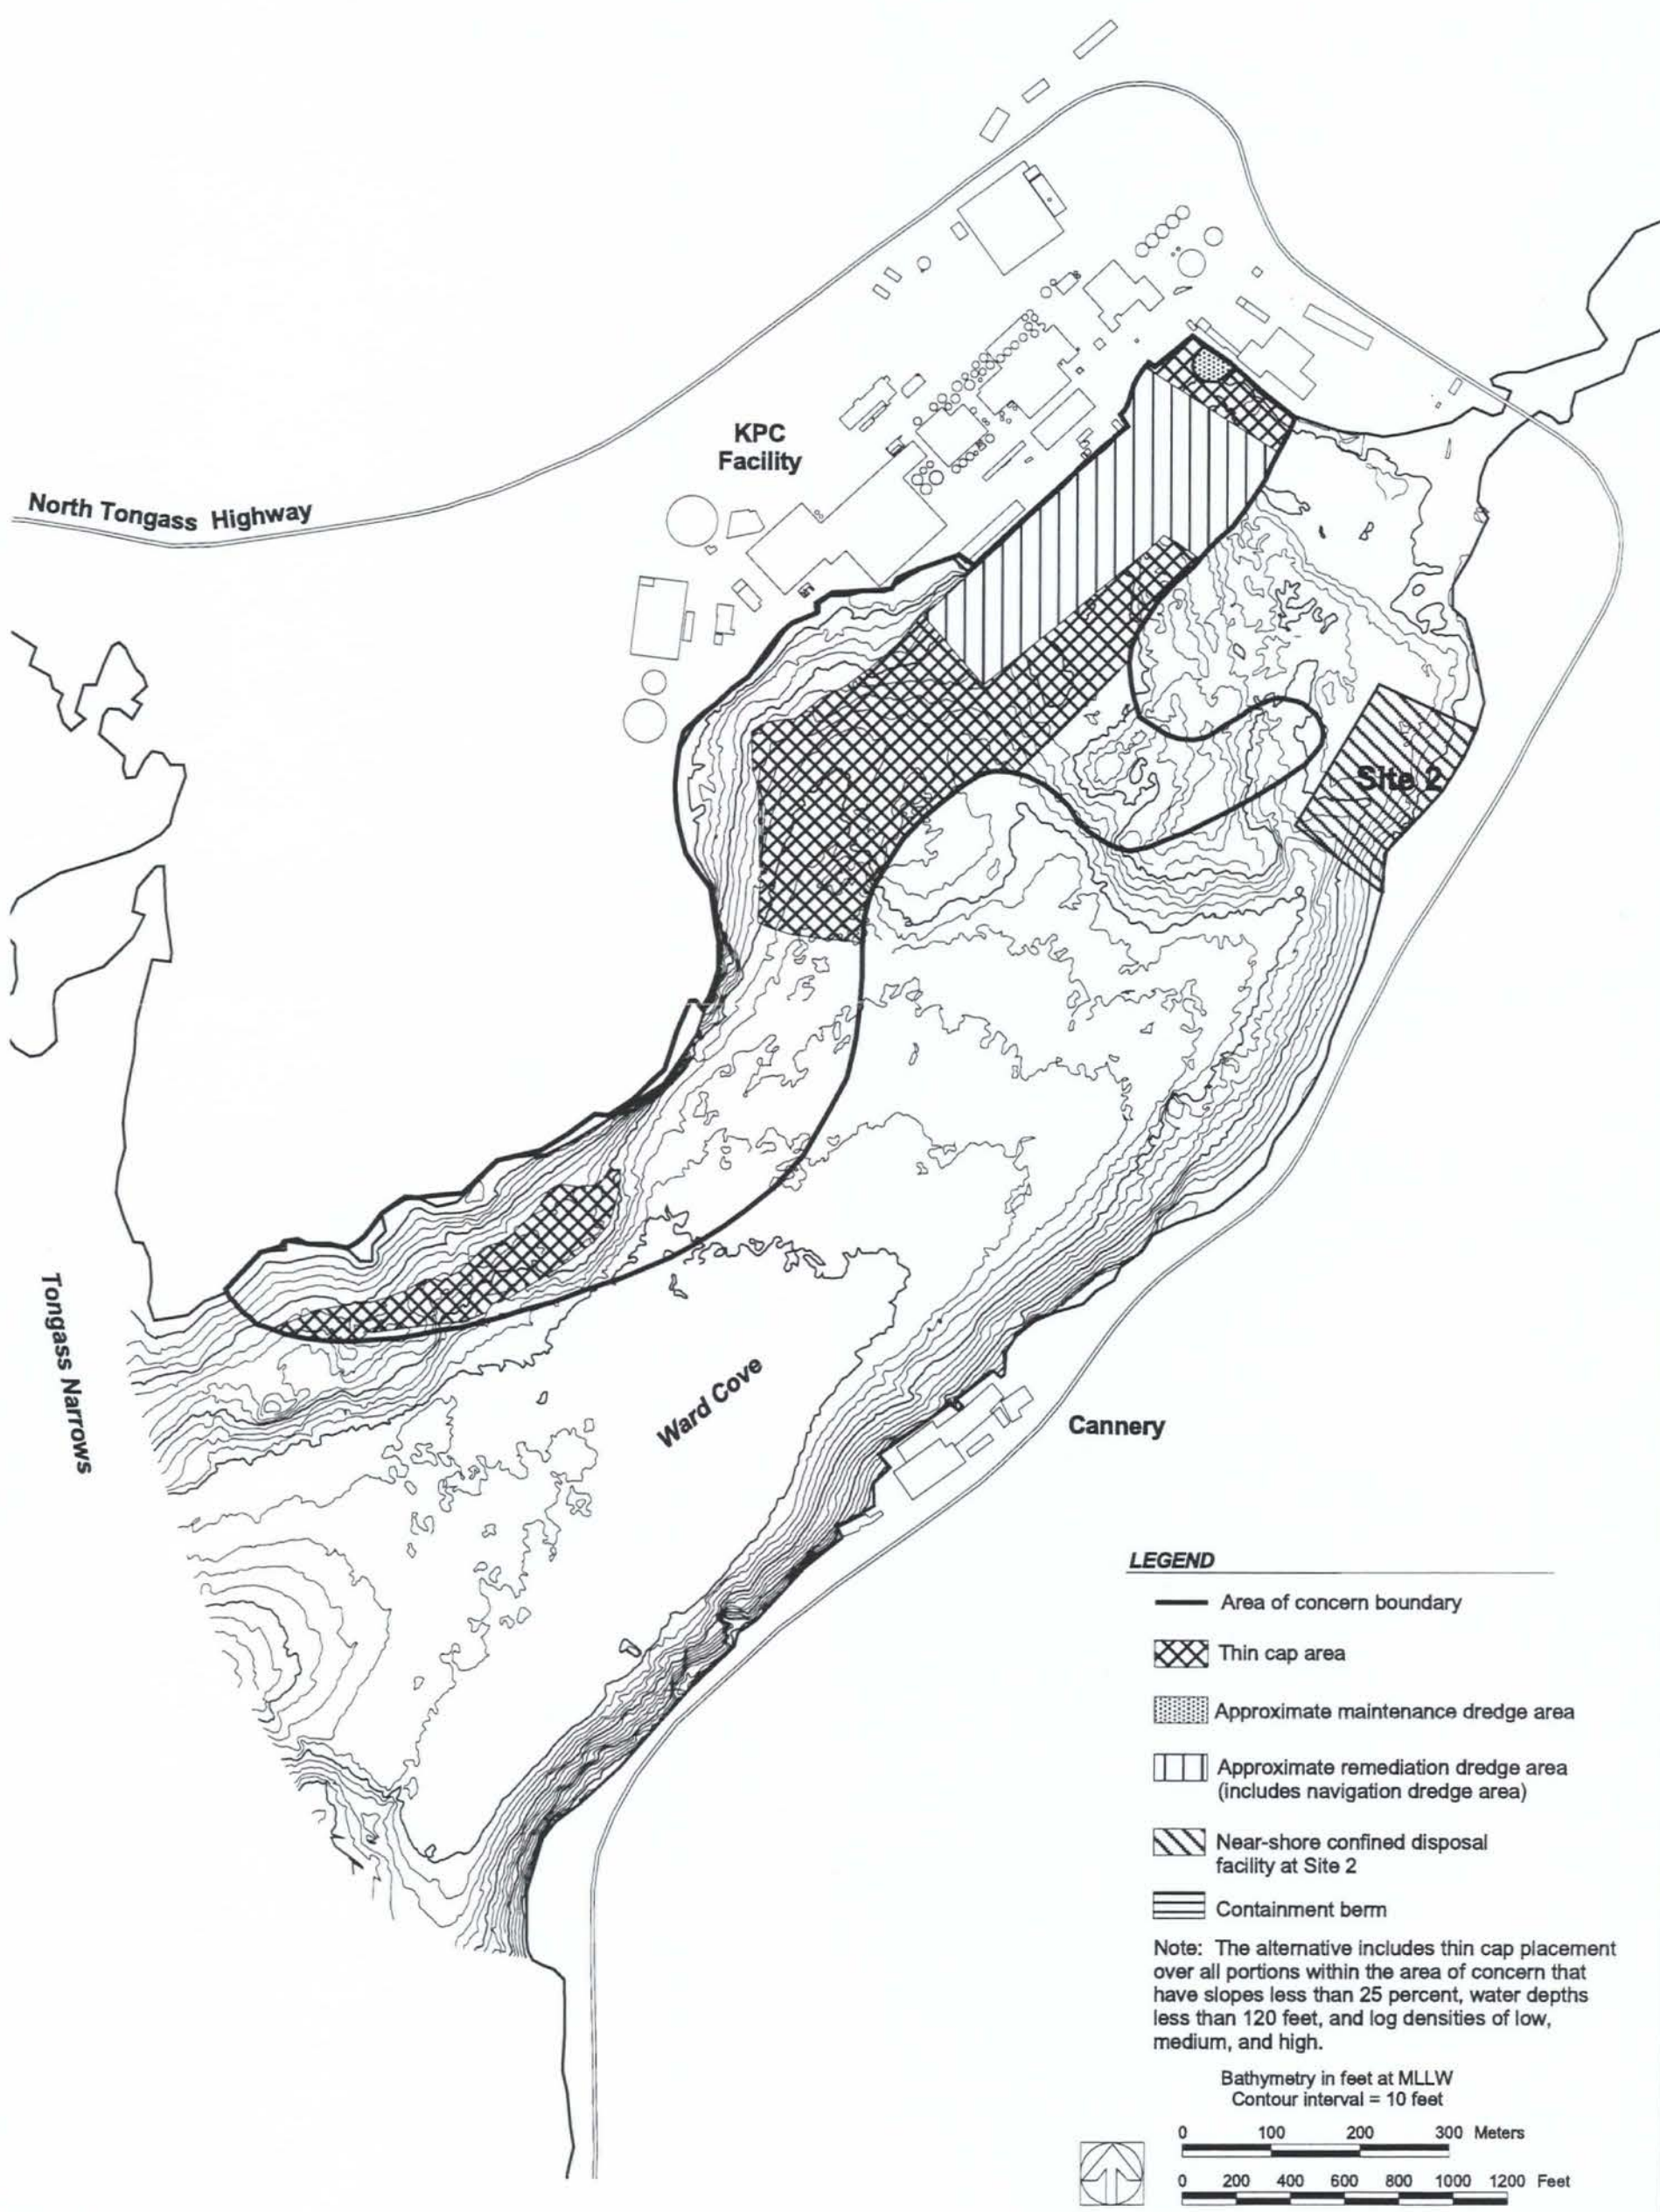 KPC
Facility
North Tongass Highway
Site 2
Tongass Narrows
Ward Cove
Cannery
LEGEND
Area of concern boundary
Thin cap area
Approximate maintenance dredge area
Approximate remediation dredge area
(includes navigation dredge area)
Near-shore confined disposal
facility at Site 2
Containment berm
Note: The alternative includes thin cap placement
over all portions within the area of concern that
have slopes less than 25 percent, water depths
less than 120 feet, and log densities of low,
medium, and high.
Bathymetry in feet at MLLW
Contour interval = 10 feet
0 100 200 300 Meters
0 200 400 600 800 1000 1200 Feet